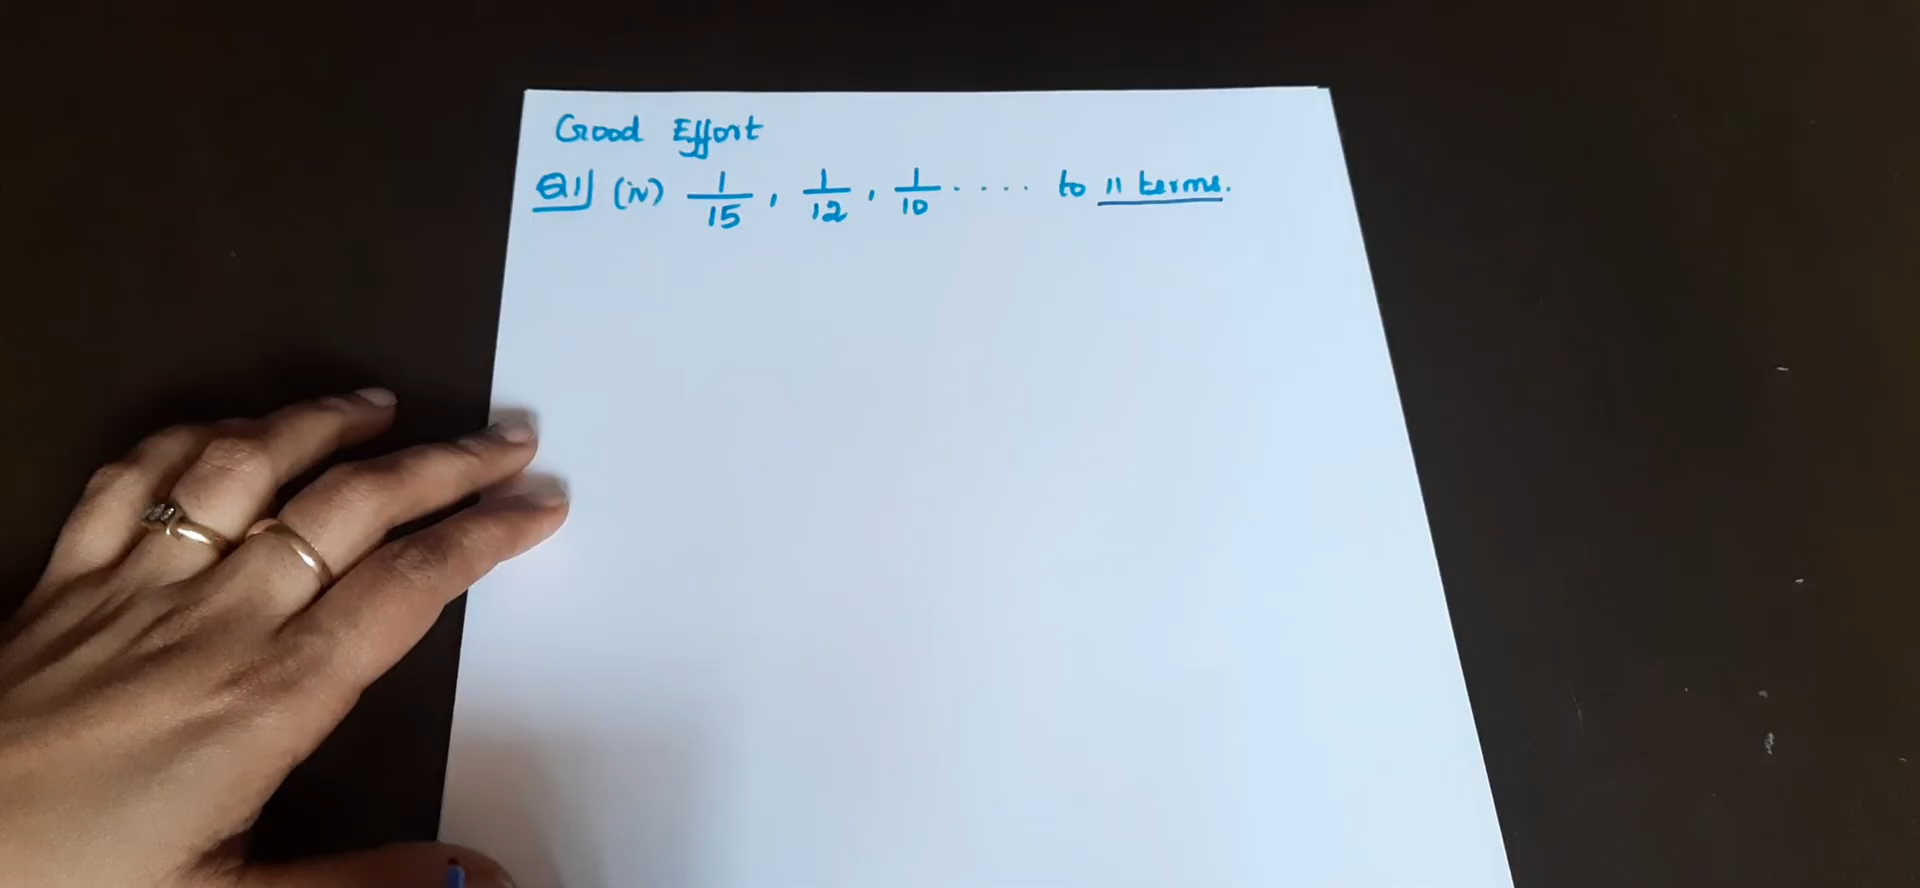 Good Effort
Q1) (iv) 1/15, 1/12, 1/10 .... to 11 terms.